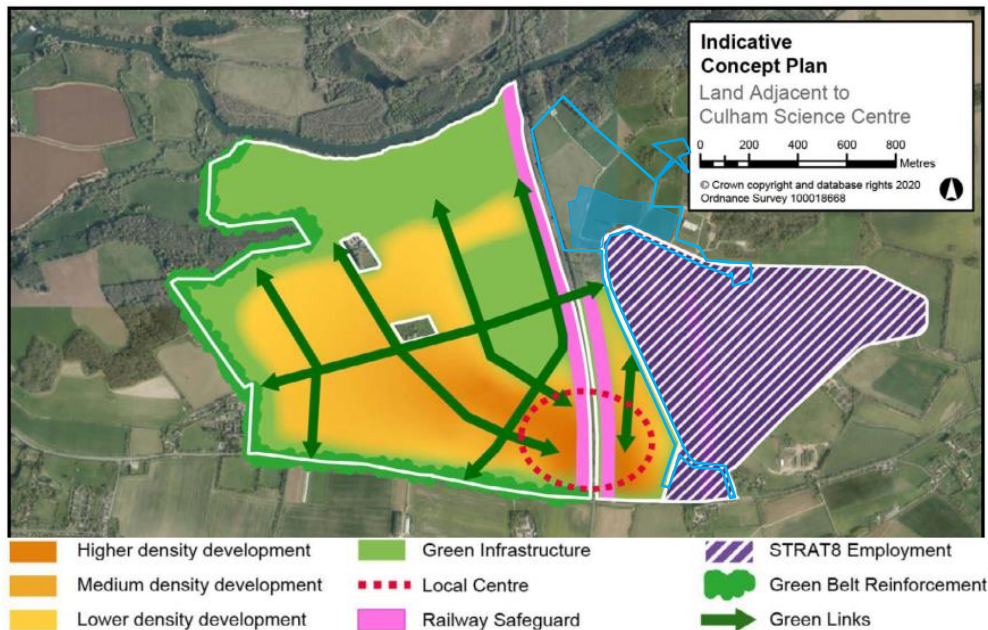 Indicative
Concept Plan
Land Adjacent to
Culham Science Centre
0 200 400 600 800
Metres
© Crown copyright and database rights 2020
Ordnance Survey 100018668
Higher density development
Medium density development
Lower density development
Green Infrastructure
Local Centre
Railway Safeguard
STRAT8 Employment
Green Belt Reinforcement
Green Links